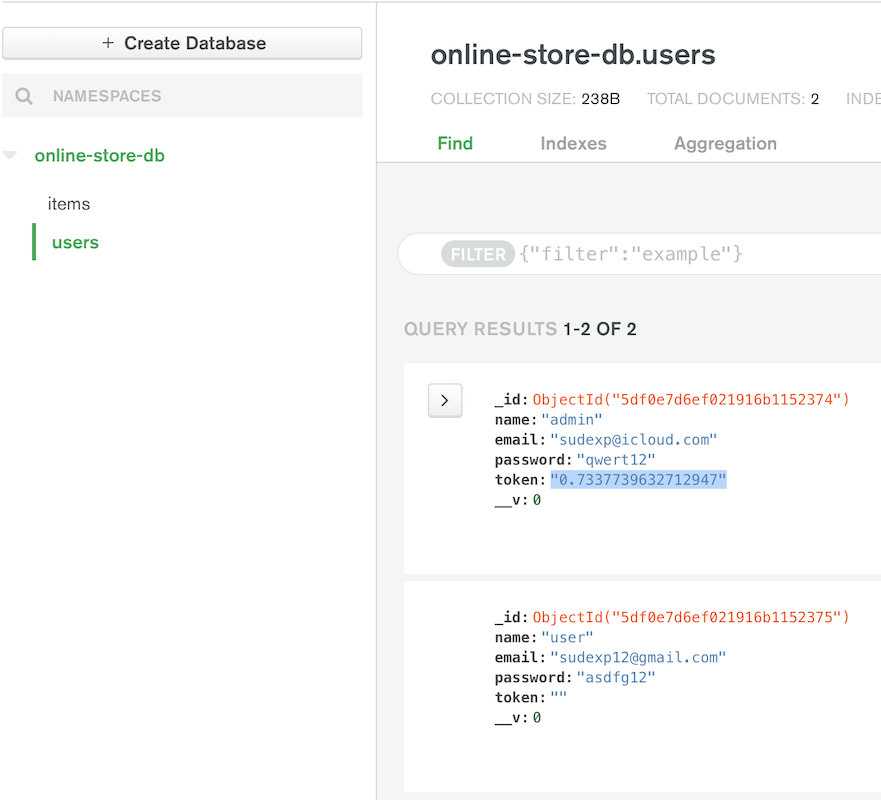 + Create Database
NAMESPACES
online-store-db
items
users
online-store-db.users
COLLECTION SIZE: 238B TOTAL DOCUMENTS: 2 INDE
Find Indexes Aggregation
FILTER {"filter":"example"}
QUERY RESULTS 1-2 OF 2
_id: ObjectId("5df0e7d6ef021916b1152374")
name: "admin"
email: "sudexp@icloud.com"
password: "qwert12"
token: "0.7337739632712947"
__v: 0
_id: ObjectId("5df0e7d6ef021916b1152375")
name: "user"
email: "sudexp12@gmail.com"
password: "asdfg12"
token: ""
__v: 0